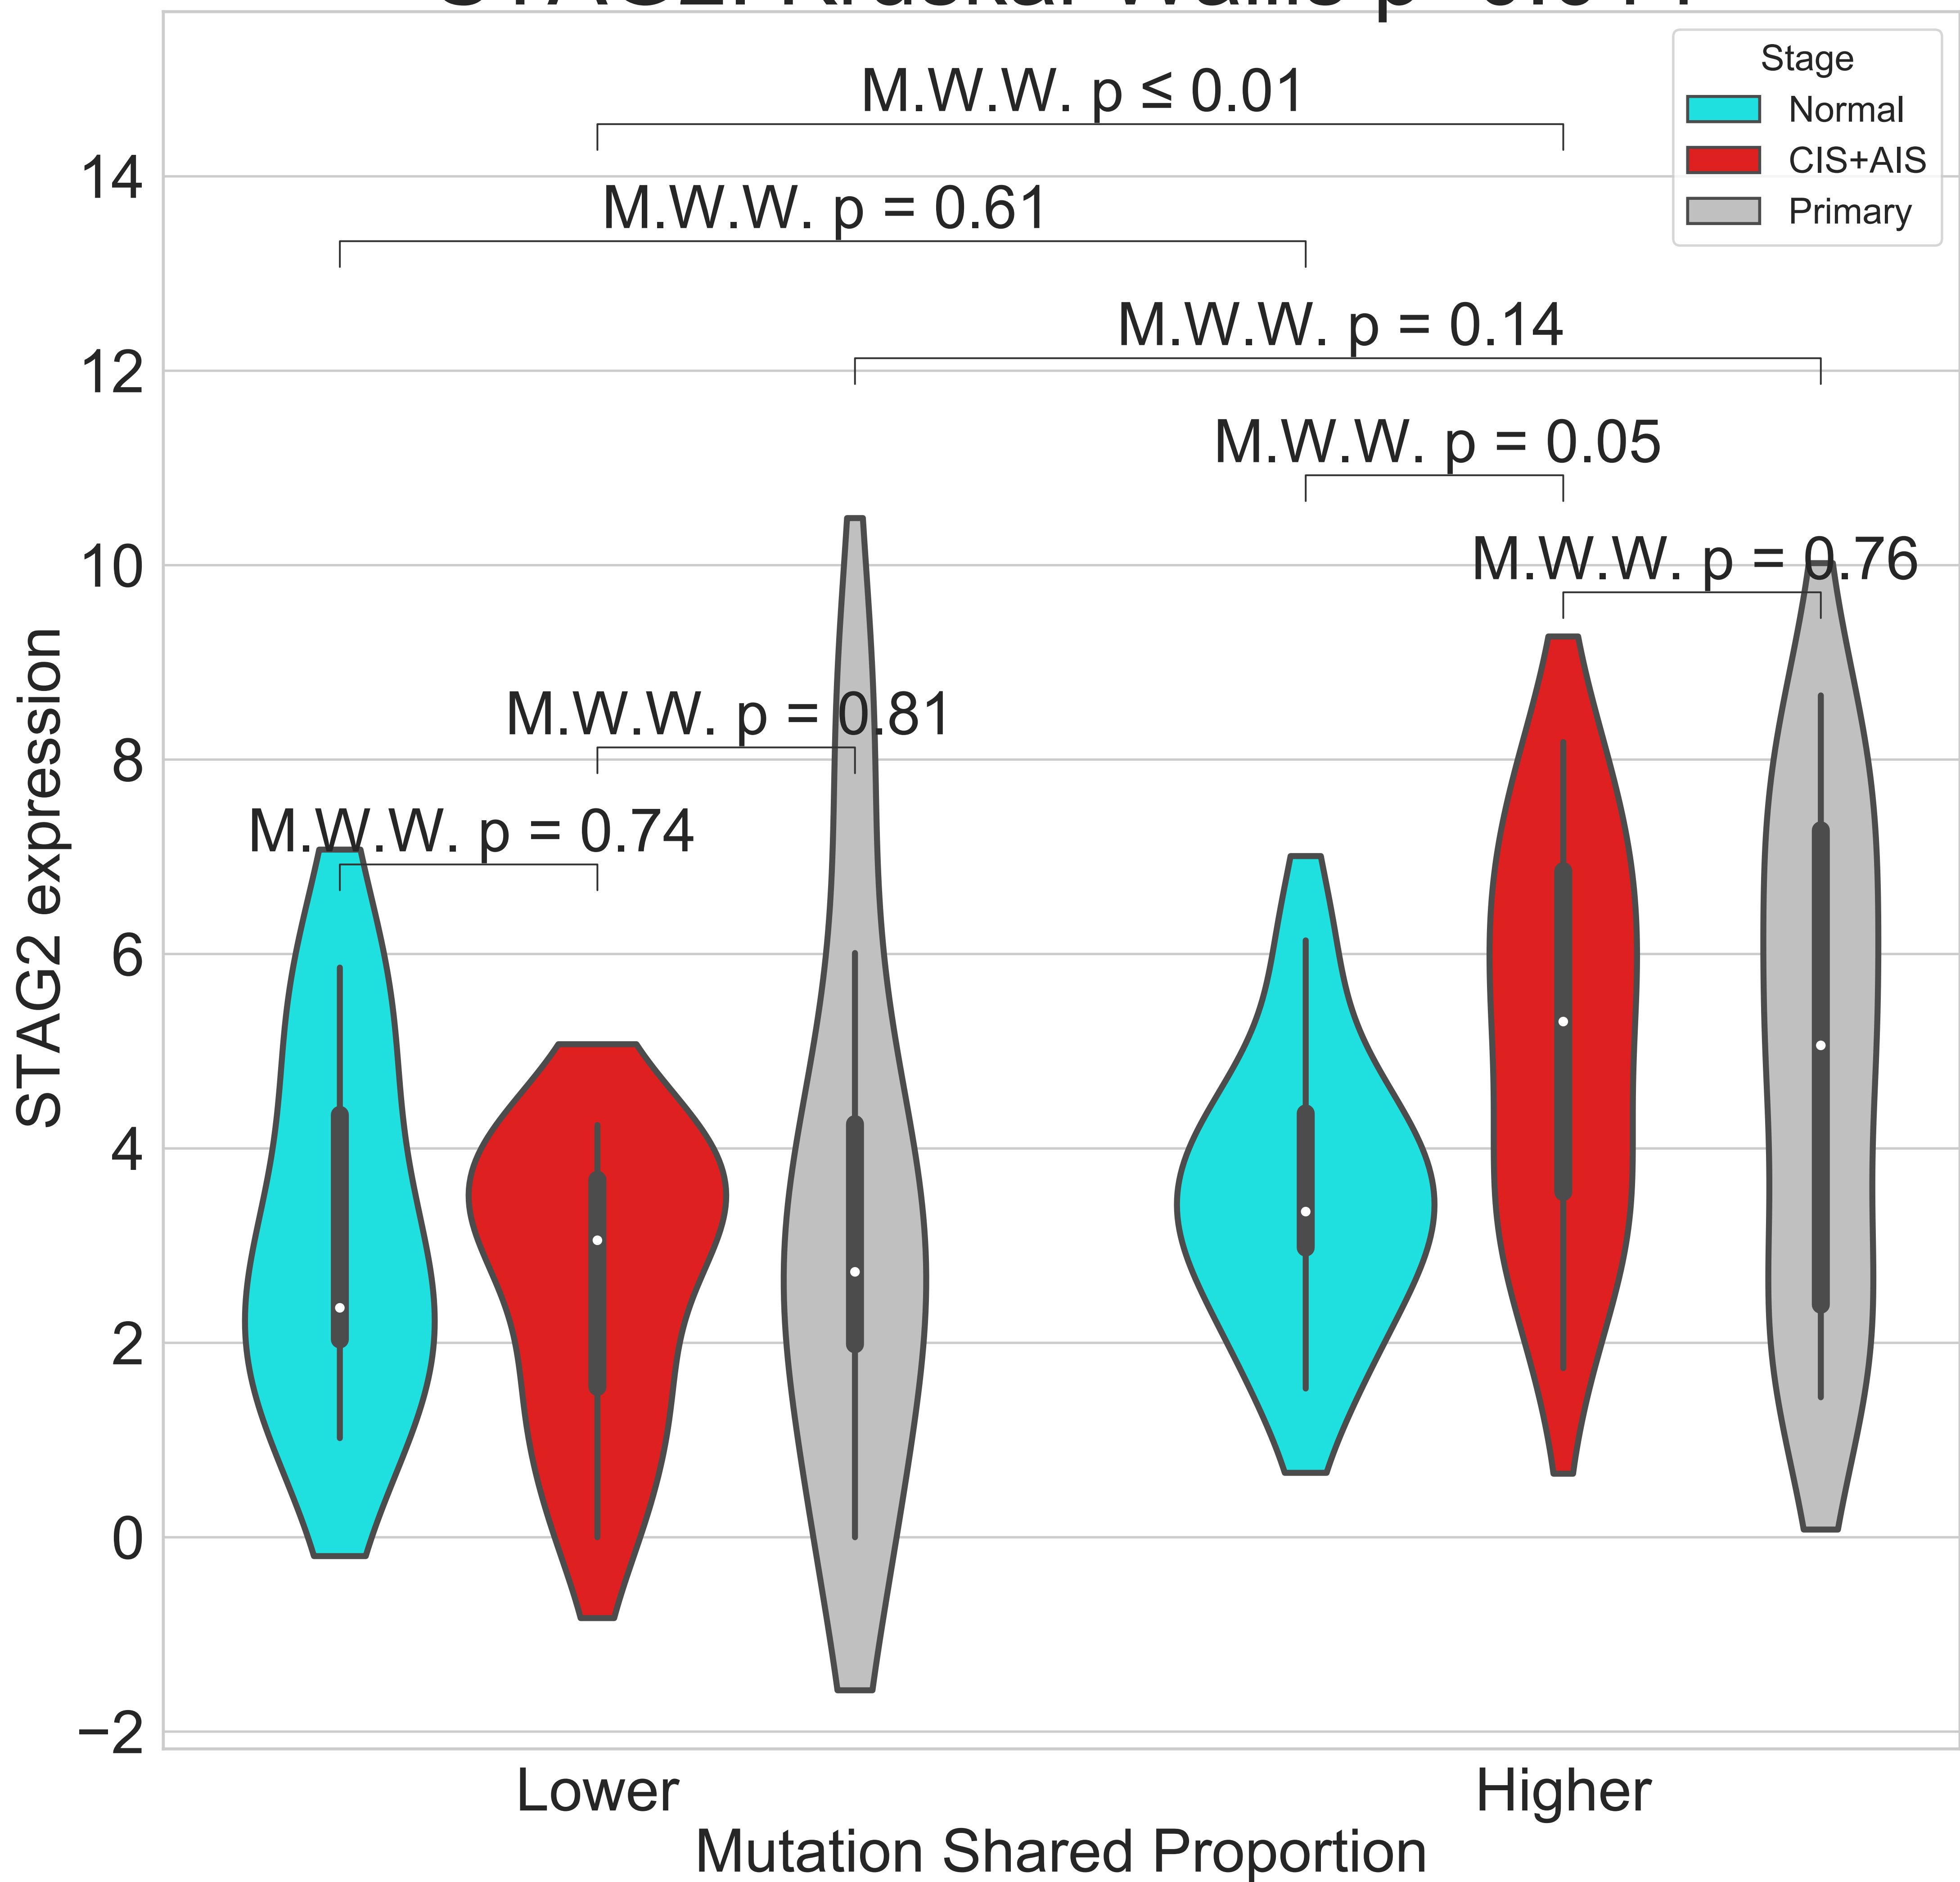 Stage
Normal
CIS+AIS
Primary
M.W.W. p ≤ 0.01
M.W.W. p = 0.61
M.W.W. p = 0.14
M.W.W. p = 0.05
M.W.W. p = 0.76
M.W.W. p = 0.81
M.W.W. p = 0.74
14
12
10
8
6
4
2
0
−2
STAG2 expression
Lower
Higher
Mutation Shared Proportion